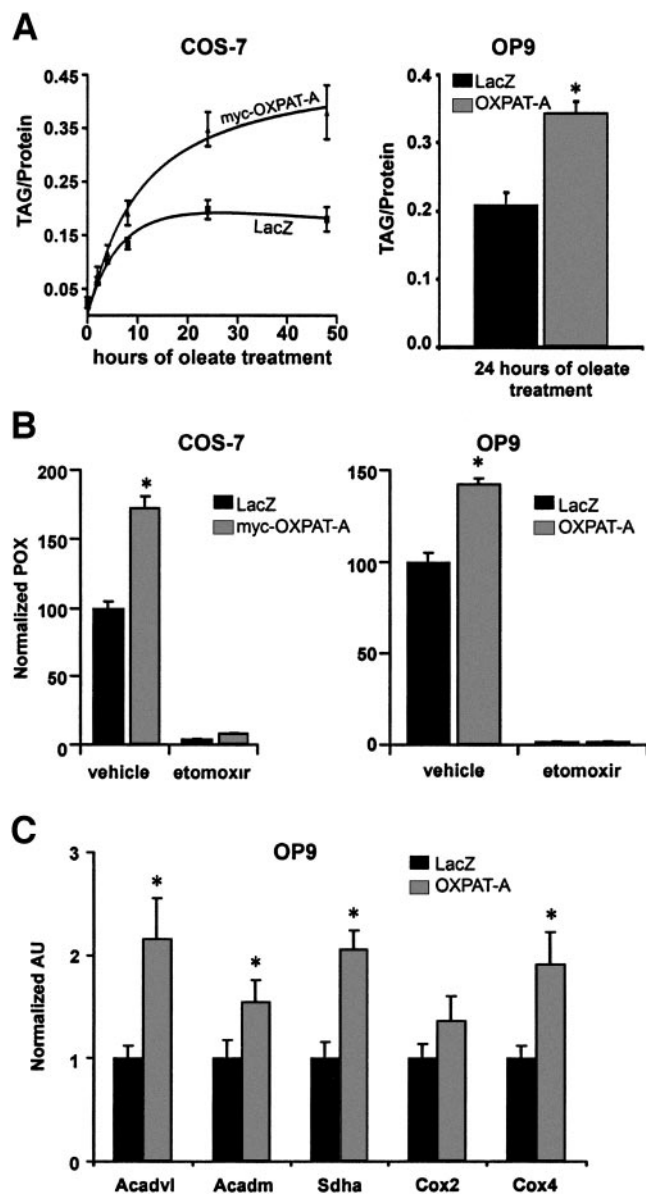 A
COS-7
OP9
0.45
0.35
0.25
0.15
0.05
TAG/Protein
myc-OXPAT-A
LacZ
0 10 20 30 40 50
hours of oleate treatment
0.4
0.3
0.2
0.1
0.0
TAG/Protein
LacZ
OXPAT-A
*
24 hours of oleate
treatment
B
COS-7
OP9
200
150
100
50
0
Normalized POX
*
LacZ
myc-OXPAT-A
vehicle etomoxir
150
100
50
0
*
LacZ
OXPAT-A
vehicle etomoxir
C
OP9
3
2
1
0
Normalized AU
LacZ
OXPAT-A
* * * *
Acadvl Acadm Sdha Cox2 Cox4